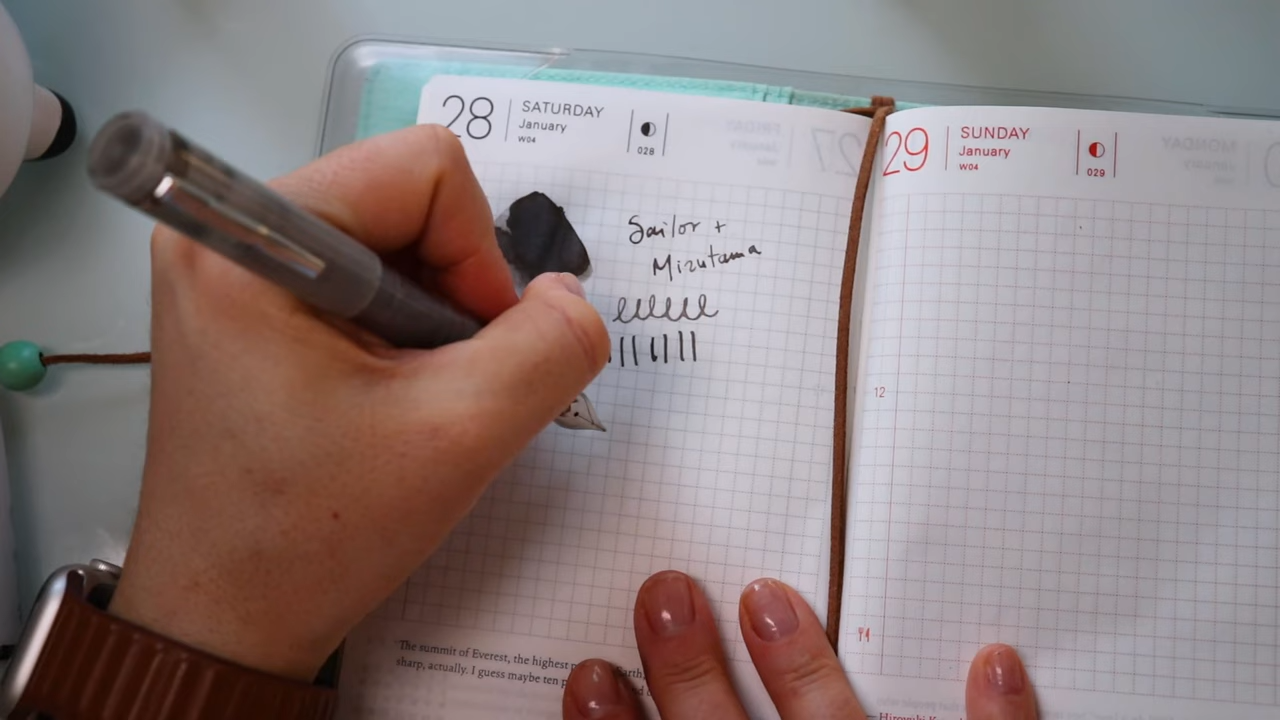 28
SATURDAY
January
W04
028
Sailor +
Mizutama
29
SUNDAY
January
W04
029
12
The summit of Everest, the highest
sharp, actually. I guess maybe ten